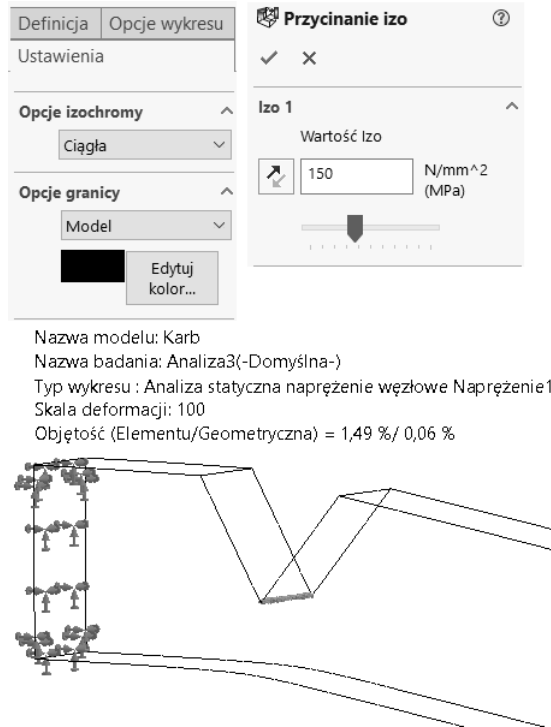 Definicja Opcje wykresu
Ustawienia
Opcje izochromy
Ciągła
Opcje granicy
Model
Edytuj
kolor...
Przycinanie izo
Izo 1
Wartość Izo
150 N/mm^2
(MPa)
Nazwa modelu: Karb
Nazwa badania: Analiza3(-Domyślna-)
Typ wykresu : Analiza statyczna naprężenie węzłowe Naprężenie1
Skala deformacji: 100
Objętość (Elementu/Geometryczna) = 1,49 %/ 0,06 %